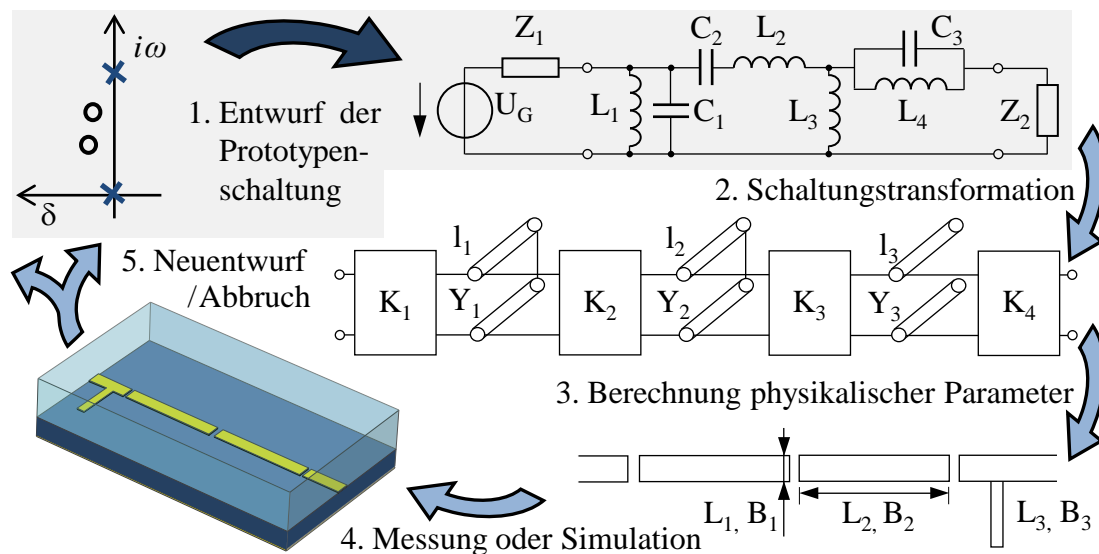 iω
δ
1. Entwurf der
Prototypen-
schaltung
Z1
UG
L1
C1
C2
L2
L3
C3
L4
Z2
2. Schaltungstransformation
K1
l1
Y1
K2
l2
Y2
K3
l3
Y3
K4
3. Berechnung physikalischer Parameter
L1, B1
L2, B2
L3, B3
4. Messung oder Simulation
5. Neuentwurf
/Abbruch